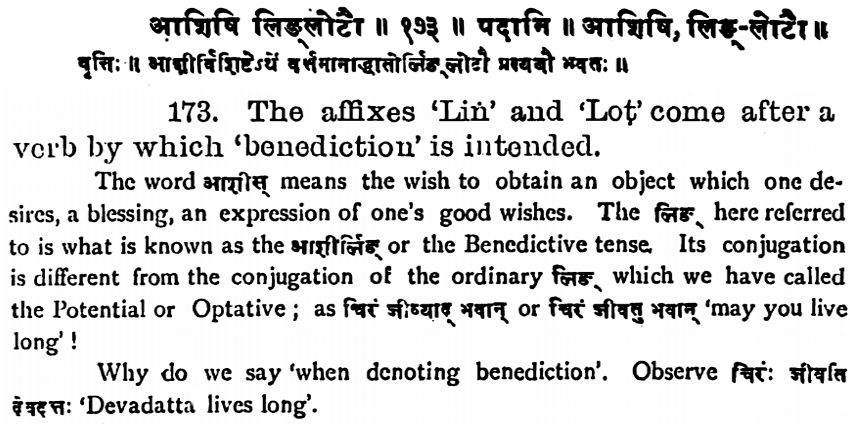 आशिषि लिङ्लोटौ ॥ १७३ ॥ पदानि ॥ आशिषि, लिङ्-लोटौ ॥
वृत्तिः ॥ आशीर्विशिष्टेऽर्थे वर्त्तमानाद्धातोर्लिङ् लोटौ प्रत्ययौ भवतः ॥
173. The affixes ‘Liṅ’ and ‘Loṭ’ come after a
verb by which ‘benediction’ is intended.
The word आशीस् means the wish to obtain an object which one de-
sires, a blessing, an expression of one's good wishes. The लिङ् here referred
to is what is known as the आशीर्लिङ् or the Benedictive tense. Its conjugation
is different from the conjugation of the ordinary लिङ् which we have called
the Potential or Optative; as चिरं जीव्याद् भवान् or चिरं जीवतु भवान् ‘may you live
long’!
Why do we say ‘when denoting benediction’. Observe चिरंः जीवति
देवदत्तः ‘Devadatta lives long’.